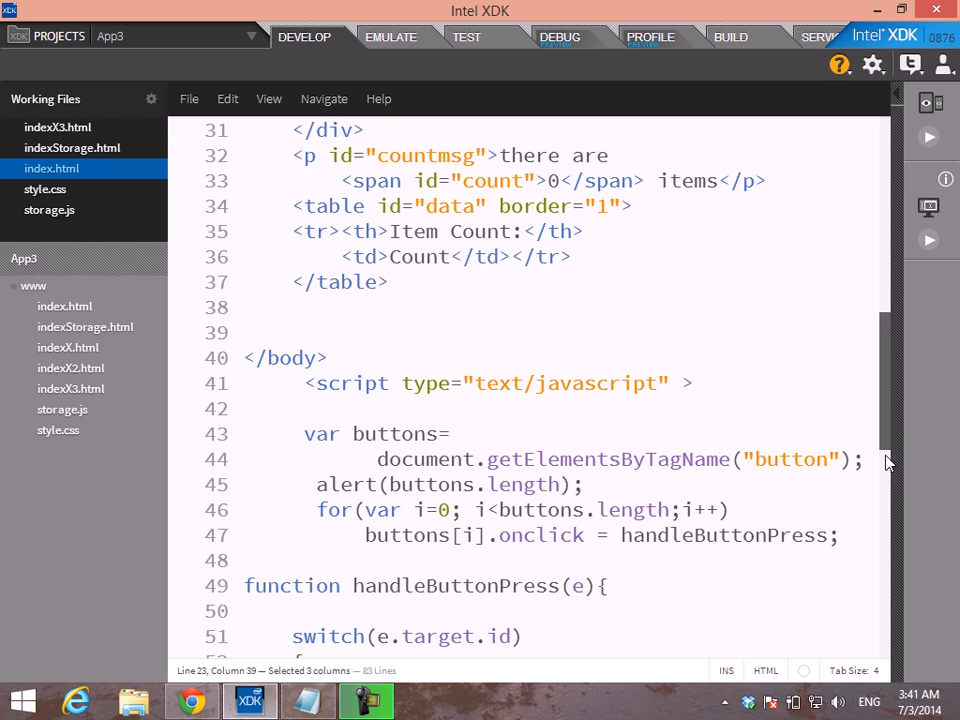 XDK
Intel XDK
XDK PROJECTS App3
DEVELOP
EMULATE
TEST
DEBUG
PREVIEW
PROFILE
PREVIEW
BUILD
Intel XDK 0876
?
Working Files
File Edit View Navigate Help
indexX3.html
indexStorage.html
index.html
style.css
storage.js
App3
www
index.html
indexStorage.html
indexX.html
indexX2.html
indexX3.html
storage.js
style.css
31 </div>
32 <p id="countmsg">there are
33 <span id="count">0</span> items</p>
34 <table id="data" border="1">
35 <tr><th>Item Count:</th>
36 <td>Count</td></tr>
37 </table>
38
39
40 </body>
41 <script type="text/javascript" >
42
43 var buttons=
44 document.getElementsByTagName("button");
45 alert(buttons.length);
46 for(var i=0; i<buttons.length;i++)
47 buttons[i].onclick = handleButtonPress;
48
49 function handleButtonPress(e){
50
51 switch(e.target.id)
Line 23, Column 39 — Selected 3 columns — 83 Lines
INS HTML Tab Size: 4
XDK
ENG
3:41 AM
7/3/2014